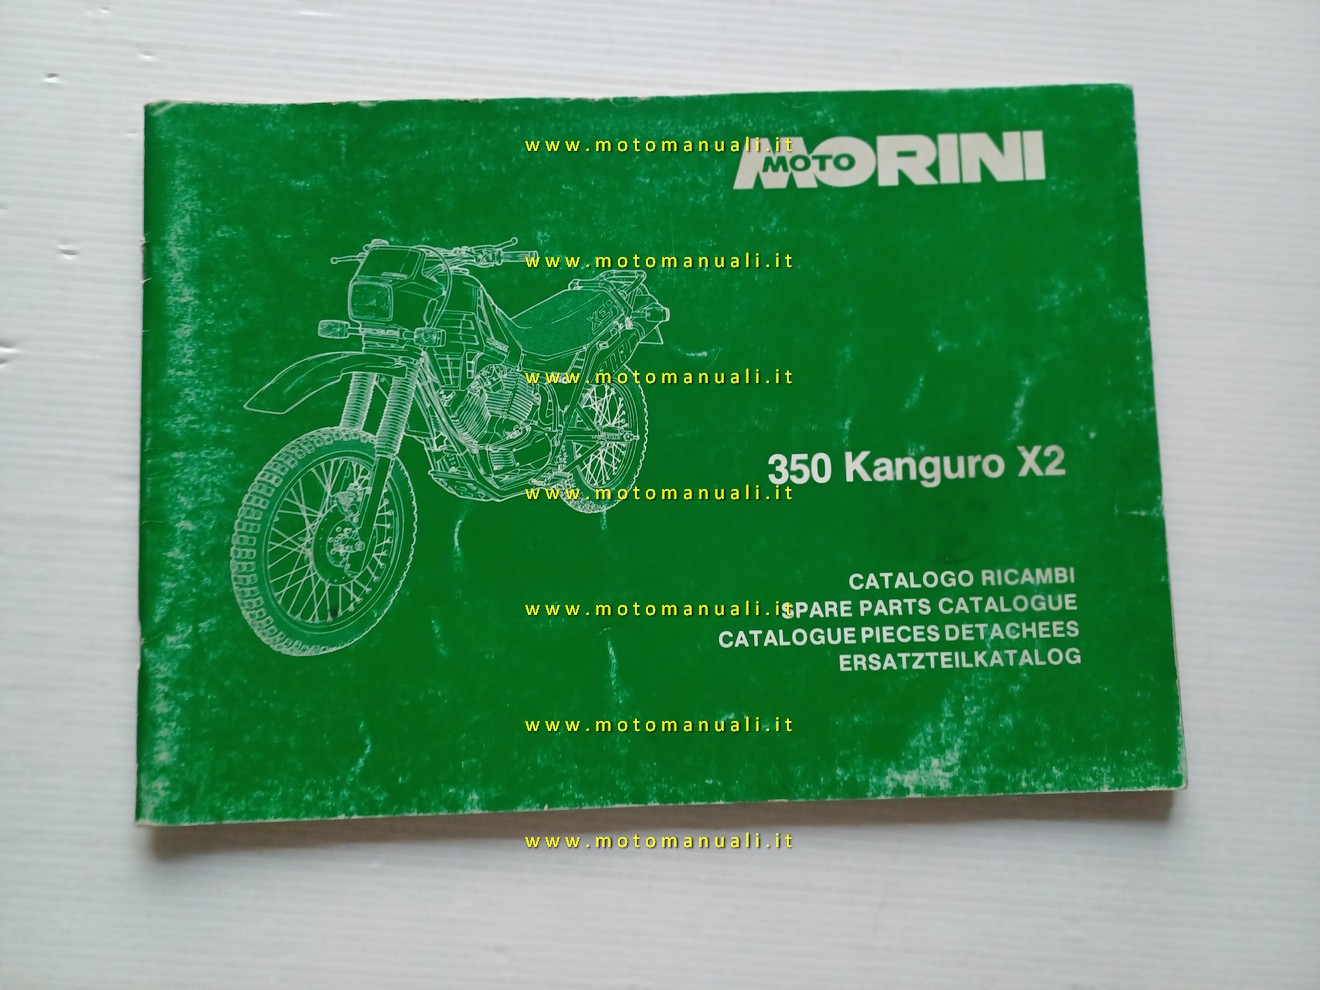 www.motomanuali.it
MOTO MORINI
www.motomanuali.it
www.motomanuali.it
350 Kanguro X2
www.motomanuali.it
CATALOGO RICAMBI
SPARE PARTS CATALOGUE
www.motomanuali.it
CATALOGUE PIECES DETACHEES
ERSATZTEILKATALOG
www.motomanuali.it
www.motomanuali.it